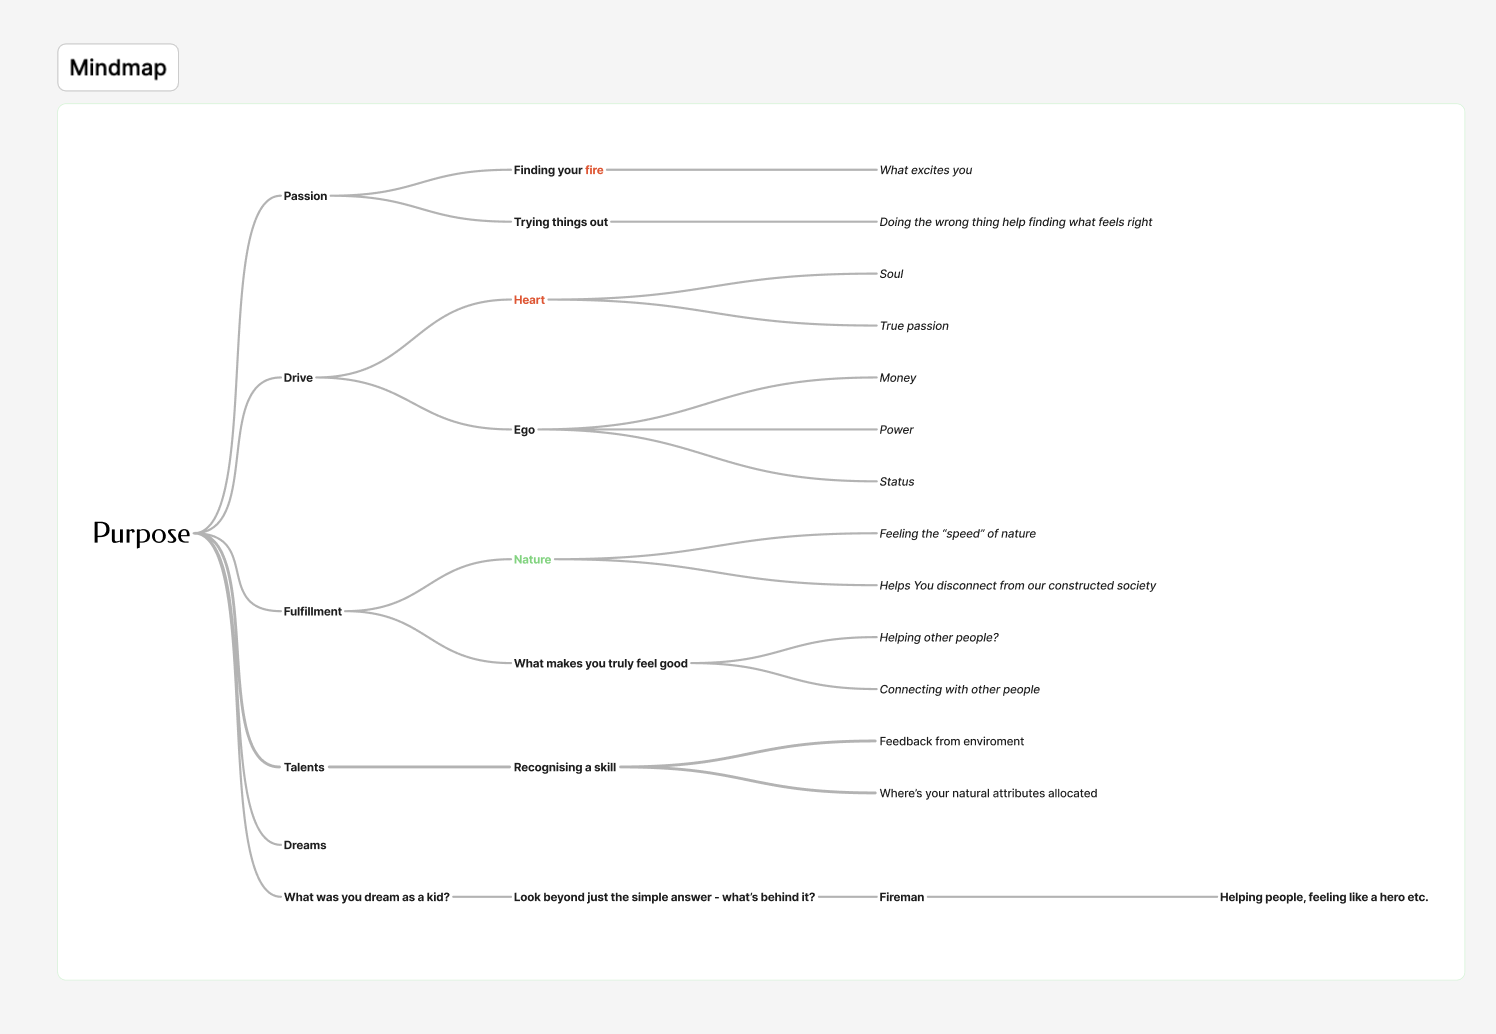 Mindmap
Finding your fire
What excites you
Passion
Trying things out
Doing the wrong thing help finding what feels right
Soul
Heart
True passion
Drive
Money
Ego
Power
Status
Purpose
Feeling the “speed” of nature
Nature
Helps You disconnect from our constructed society
Fulfillment
Helping other people?
What makes you truly feel good
Connecting with other people
Feedback from enviroment
Talents
Recognising a skill
Where’s your natural attributes allocated
Dreams
What was you dream as a kid?
Look beyond just the simple answer - what’s behind it?
Fireman
Helping people, feeling like a hero etc.